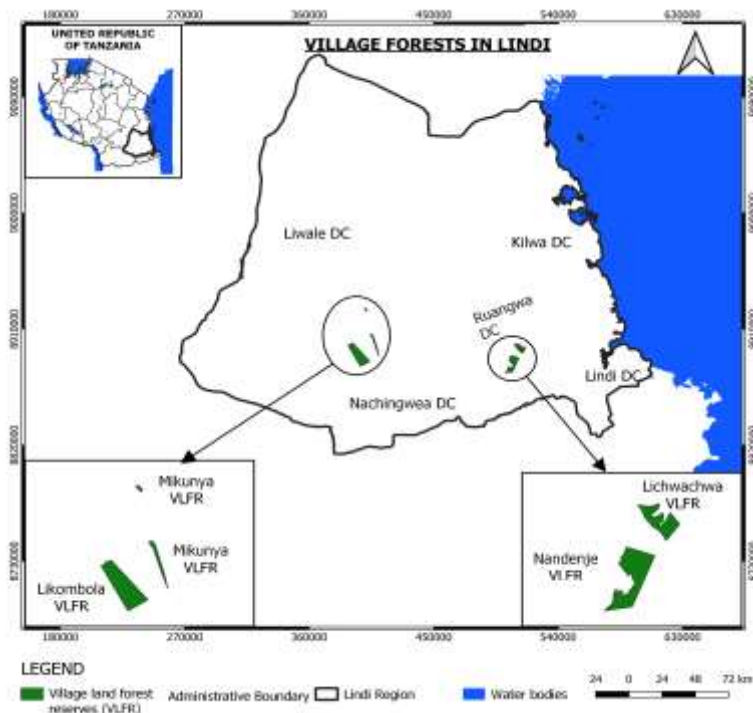 180000 270000 360000 450000 540000 630000
UNITED REPUBLIC
OF TANZANIA
VILLAGE FORESTS IN LINDI
9000000
8910000
8820000
Liwale DC
Kilwa DC
Ruangwa
DC
Lindi DC
Nachingwea DC
Mikunya
VLFR
Mikunya
VLFR
Likombola
VLFR
Lichwachwa
VLFR
Nandenje
VLFR
180000 270000 360000 450000 540000 630000
LEGEND
Village land forest
reserves (VLFR)
Administrative Boundary
Lindi Region
Water bodies
24 0 24 48 72 km